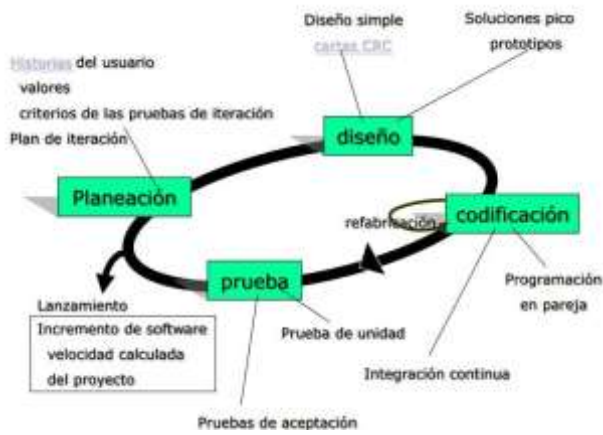 Diseño simple
cartas CRC
Soluciones pico
prototipos
Historias del usuario
valores
criterios de las pruebas de iteración
Plan de iteración
diseño
Planeación
refabricación
codificación
prueba
Programación
en pareja
Lanzamiento
Incremento de software
velocidad calculada
del proyecto
Prueba de unidad
Integración continua
Pruebas de aceptación